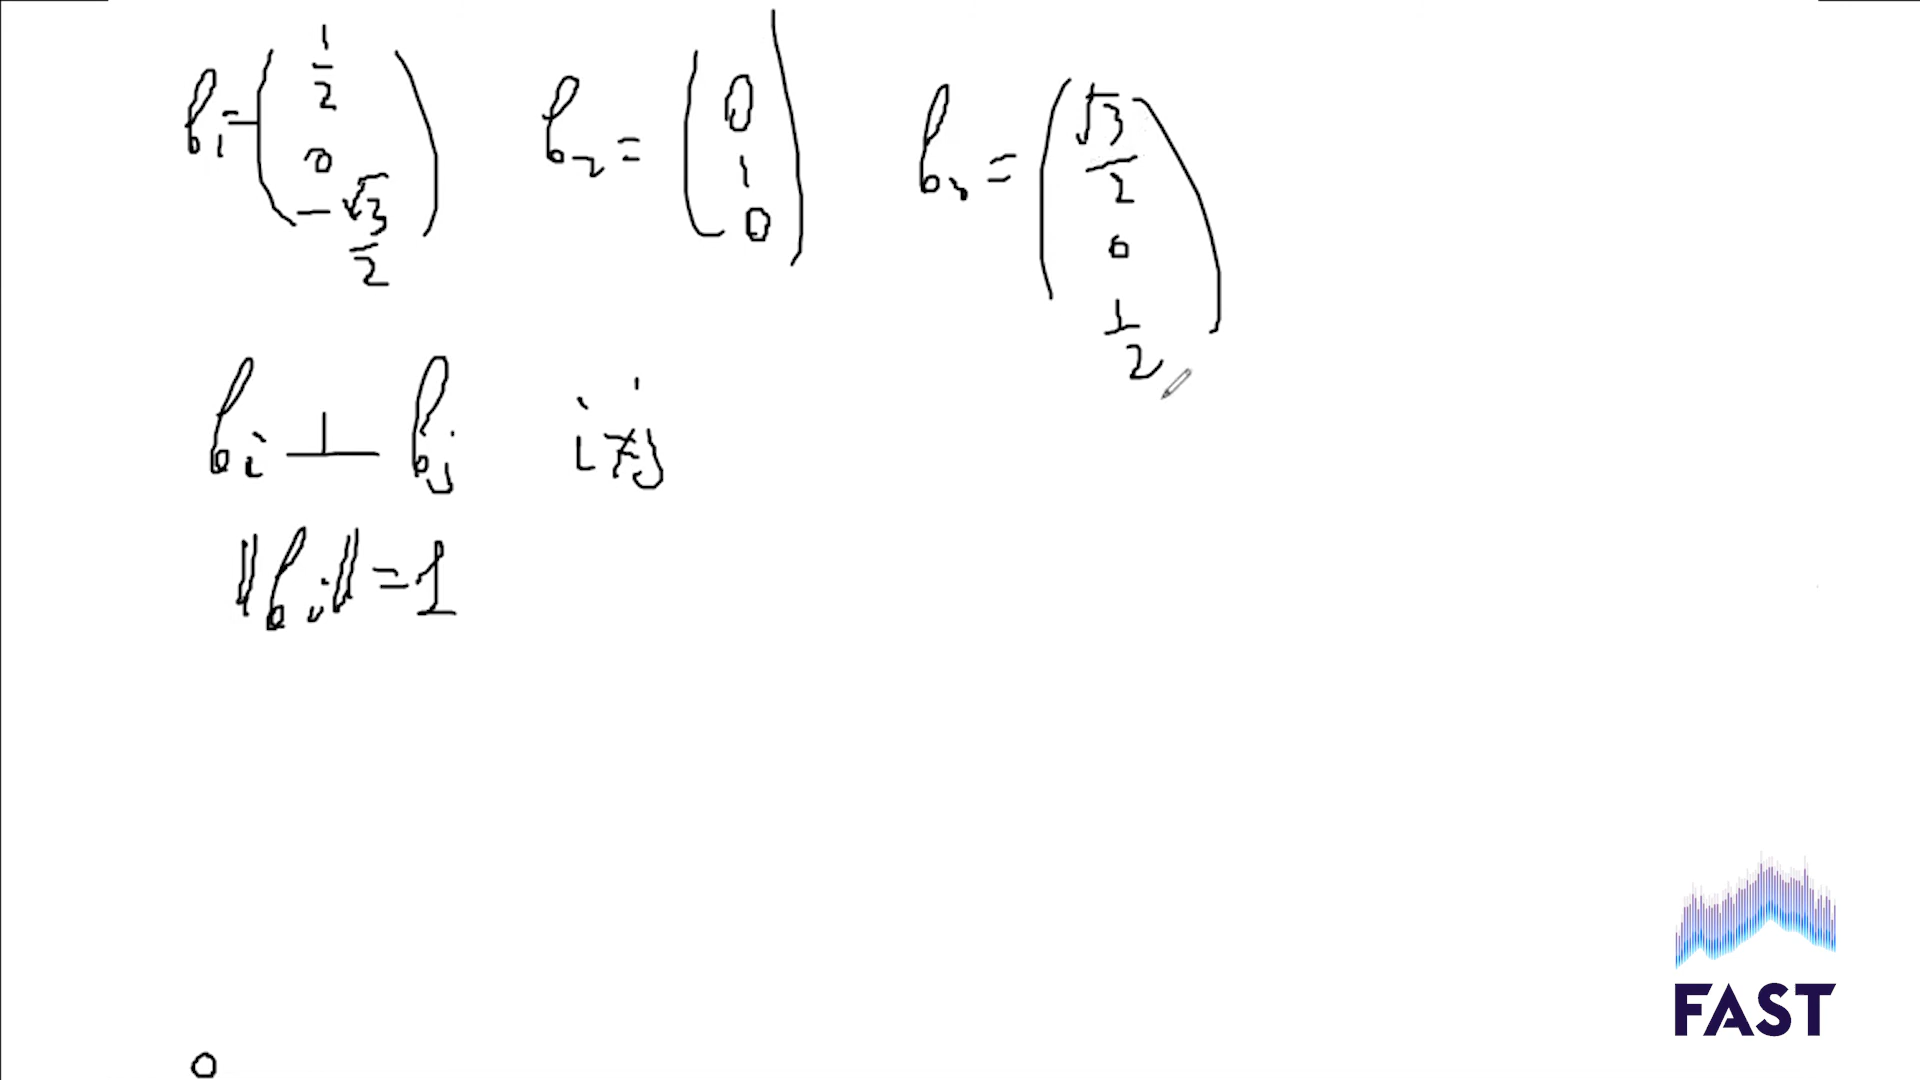 b₁ = (1/2, 0, -√3/2) b₂ = (0, 1, 0) b₃ = (√3/2, 0, 1/2)
bᵢ ⊥ bⱼ i ≠ j
‖bᵢ‖ = 1
FAST
0